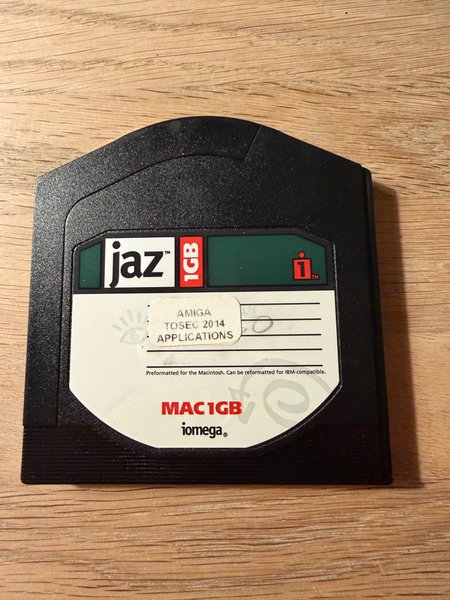 jaz™
1GB
i™
AMIGA
TOSEC 2014
APPLICATIONS
Preformatted for the Macintosh. Can be reformatted for IBM-compatible.
MAC1GB
iomega®